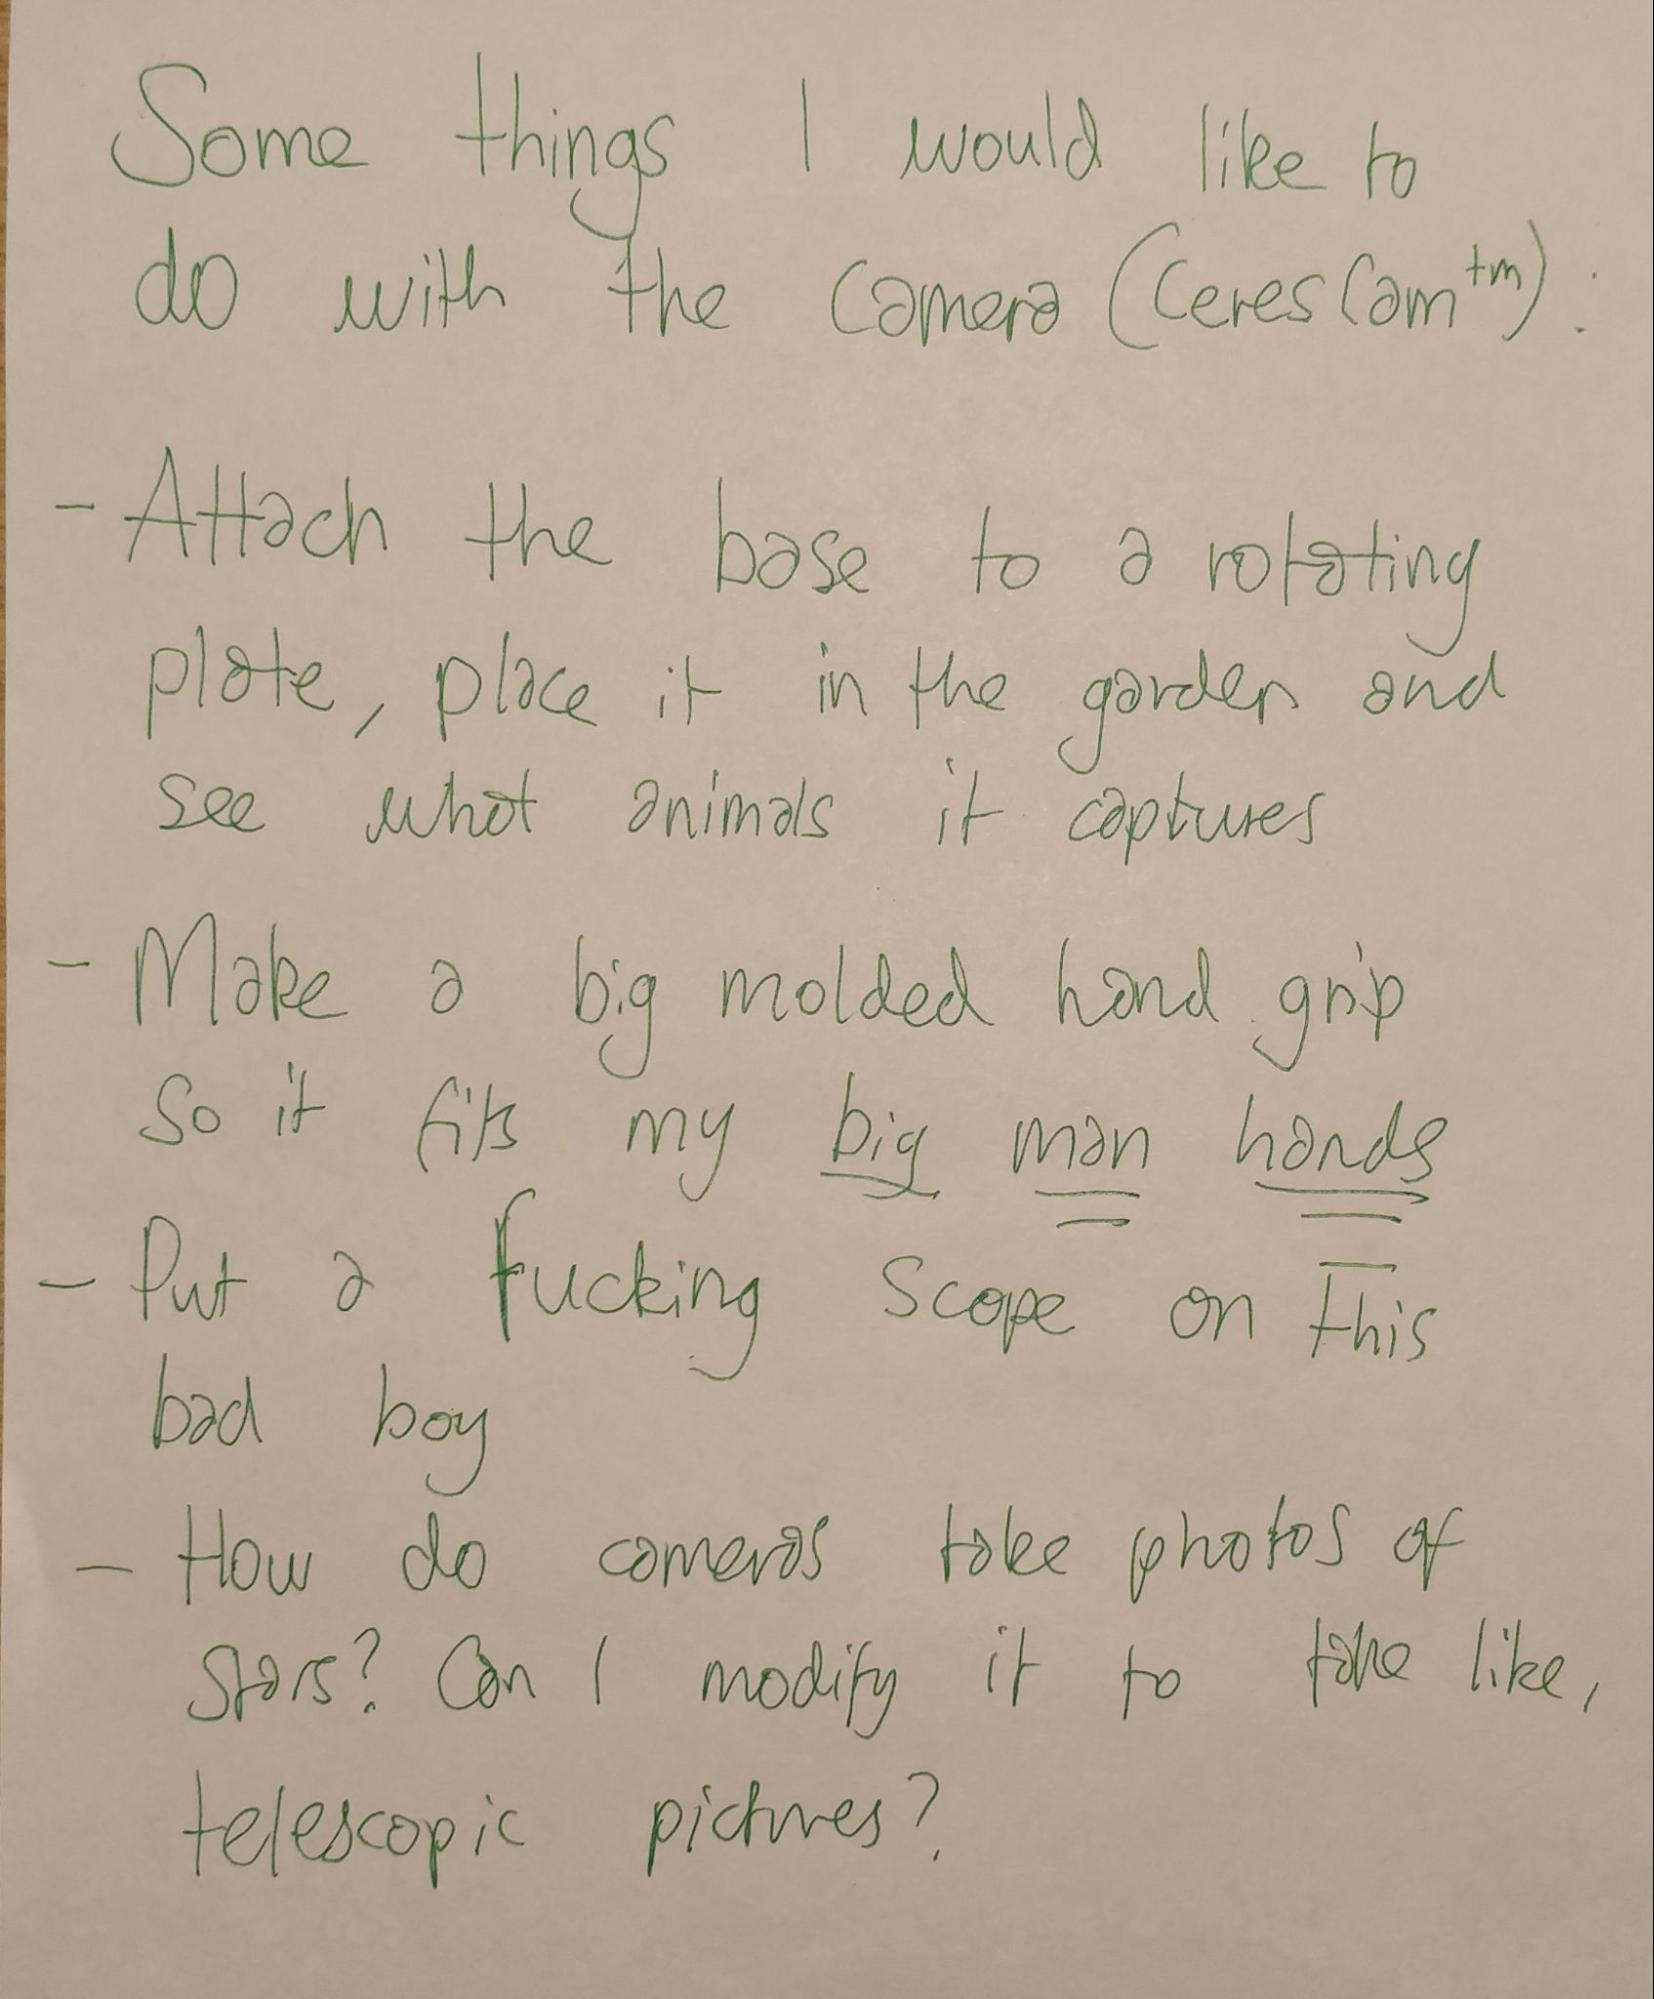 Some things I would like to
do with the camera (CeresCam™):
- Attach the base to a rotating
plate, place it in the garden and
see what animals it captures
- Make a big molded hand grip
so it fits my big man hands
- Put a fucking scope on this
bad boy
- How do cameras take photos of
stars? Can I modify it to take like,
telescopic pictures?